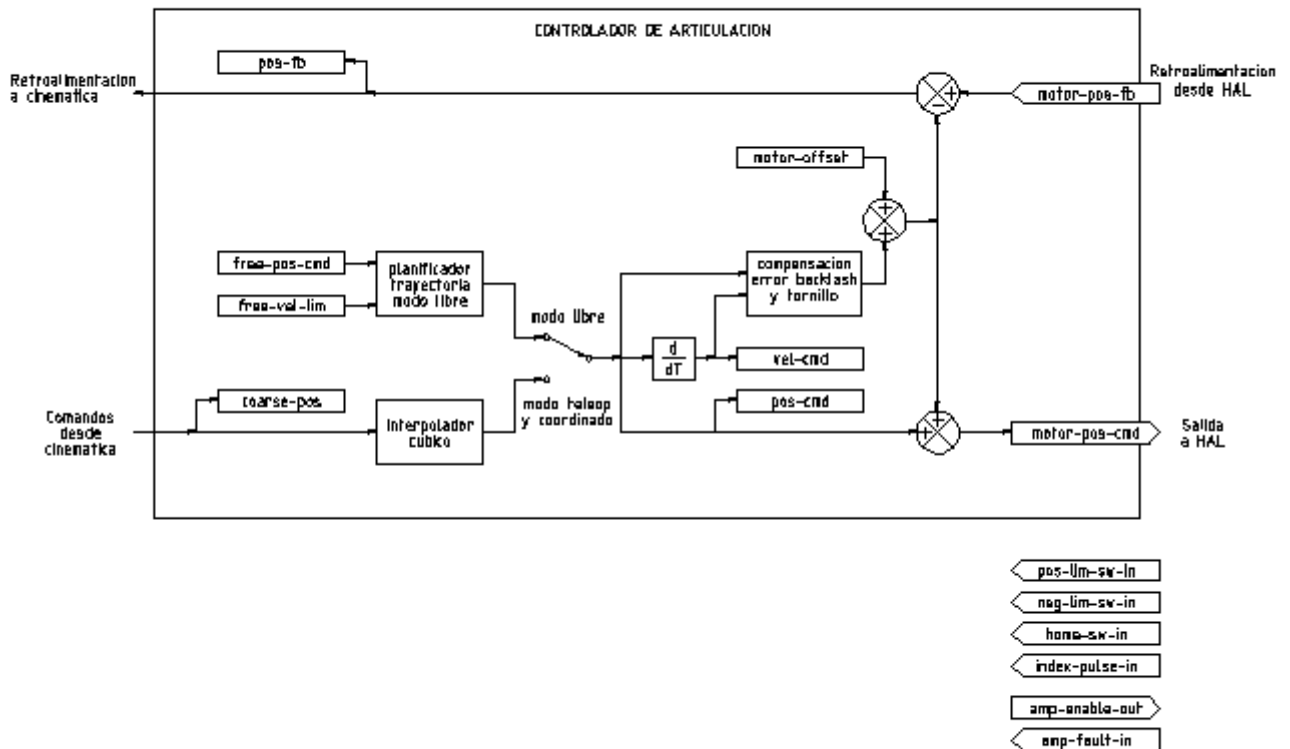 CONTROLADOR DE ARTICULACION
pos-fb
Retroalimentacion
a cinematica
Retroalimentacion
desde HAL
motor-pos-fb
motor-offset
free-pos-cmd
free-vel-lim
planificador
trayectoria
modo libre
compensacion
error backlash
y tornillo
modo libre
d
dT
vel-cmd
coarse-pos
modo teleop
y coordinado
pos-cmd
Comandos
desde
cinematica
interpolador
cubico
motor-pos-cmd
Salida
a HAL
pos-lim-sw-in
neg-lim-sw-in
home-sw-in
index-pulse-in
amp-enable-out
amp-fault-in